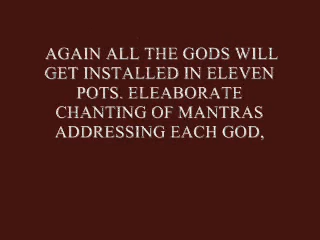 AGAIN ALL THE GODS WILL
GET INSTALLED IN ELEVEN
POTS. ELEABORATE
CHANTING OF MANTRAS
ADDRESSING EACH GOD,